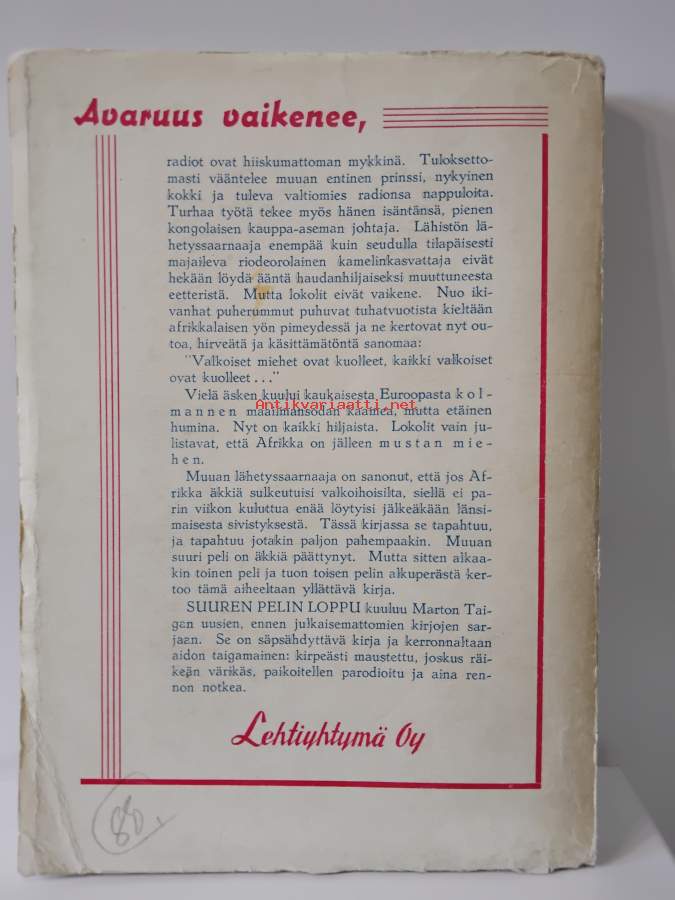 Avaruus vaikenee,
radiot ovat hiiskumattoman mykkinä. Tuloksetto-
masti vääntelee muuan entinen prinssi, nykyinen
kokki ja tuleva valtiomies radionsa nappuloita.
Turhaa työtä tekee myös hänen isäntänsä, pienen
kongolaisen kauppa-aseman johtaja. Lähistön lä-
hetyssaarnaaja enempää kuin seudulla tilapäisesti
majaileva riodeorolainen kamelinkasvattaja eivät
hekään löydä ääntä haudanhiljaiseksi muuttuneesta
eetteristä. Mutta lokolit eivät vaikene. Nuo iki-
vanhat puherummut puhuvat tuhatvuotista kieltään
afrikkalaisen yön pimeydessä ja ne kertovat nyt ou-
toa, hirveätä ja käsittämätöntä sanomaa:
"Valkoiset miehet ovat kuolleet, kaikki valkoiset
ovat kuolleet . . ."
Vielä äsken kuului kaukaisesta Euroopasta kol-
mannen maailmansodan kaamea, mutta etäinen
Antikvariaatti.net
humina. Nyt on kaikki hiljaista. Lokolit vain ju-
listavat, että Afrikka on jälleen mustan mie-
hen.
Muuan lähetyssaarnaaja on sanonut, että jos Af-
rikka äkkiä sulkeutuisi valkoihoisilta, siellä ei pa-
rin viikon kuluttua enää löytyisi jälkeäkään länsi-
maisesta sivistyksestä. Tässä kirjassa se tapahtuu,
ja tapahtuu jotakin paljon pahempaakin. Muuan
suuri peli on äkkiä päättynyt. Mutta sitten alkaa-
kin toinen peli ja tuon toisen pelin alkuperästä ker-
too tämä aiheeltaan yllättävä kirja.
SUUREN PELIN LOPPU kuuluu Marton Tai-
gan uusien, ennen julkaisemattomien kirjojen sar-
jaan. Se on säpsähdyttävä kirja ja kerronnaltaan
aidon taigamainen: kirpeästi maustettu, joskus räi-
keän värikäs, paikoitellen parodioitu ja aina ren-
non notkea.
Lehtiyhtymä Oy
80.